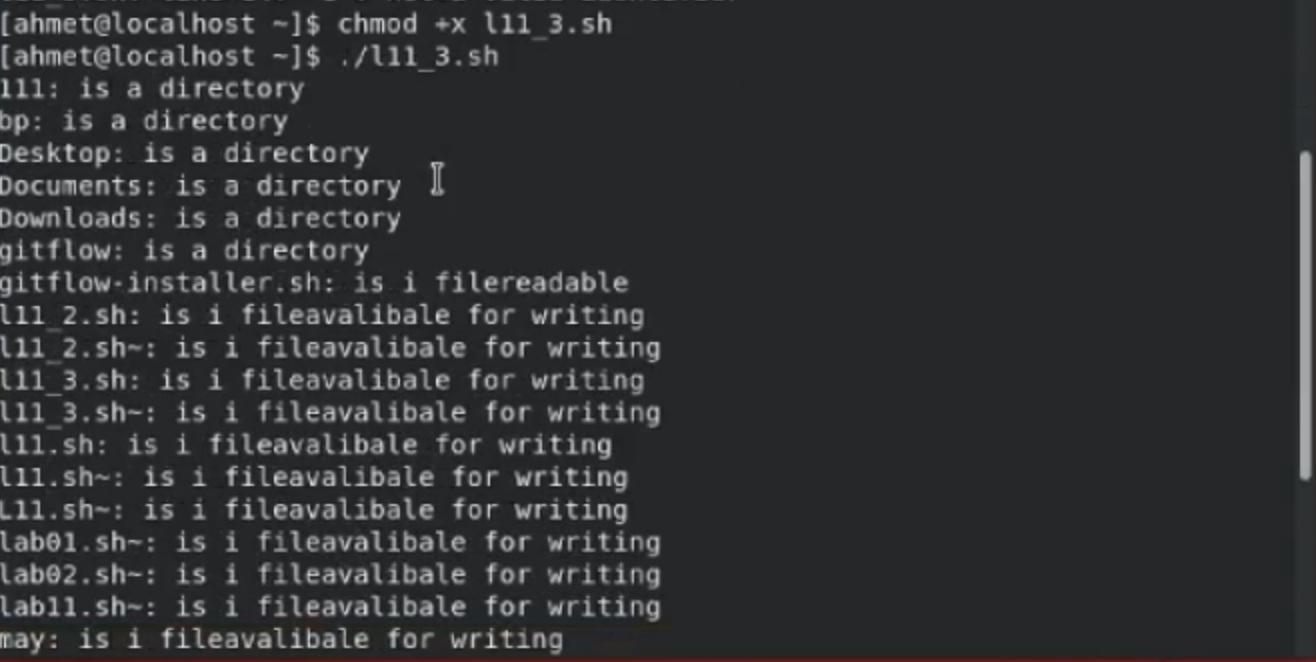 [ahmet@localhost ~]$ chmod +x l11_3.sh
[ahmet@localhost ~]$ ./l11_3.sh
l11: is a directory
bp: is a directory
Desktop: is a directory
Documents: is a directory
Downloads: is a directory
gitflow: is a directory
gitflow-installer.sh: is i filereadable
l11_2.sh: is i fileavalibale for writing
l11_2.sh~: is i fileavalibale for writing
l11_3.sh: is i fileavalibale for writing
l11_3.sh~: is i fileavalibale for writing
l11.sh: is i fileavalibale for writing
l11.sh~: is i fileavalibale for writing
L11.sh~: is i fileavalibale for writing
lab01.sh~: is i fileavalibale for writing
lab02.sh~: is i fileavalibale for writing
lab11.sh~: is i fileavalibale for writing
may: is i fileavalibale for writing